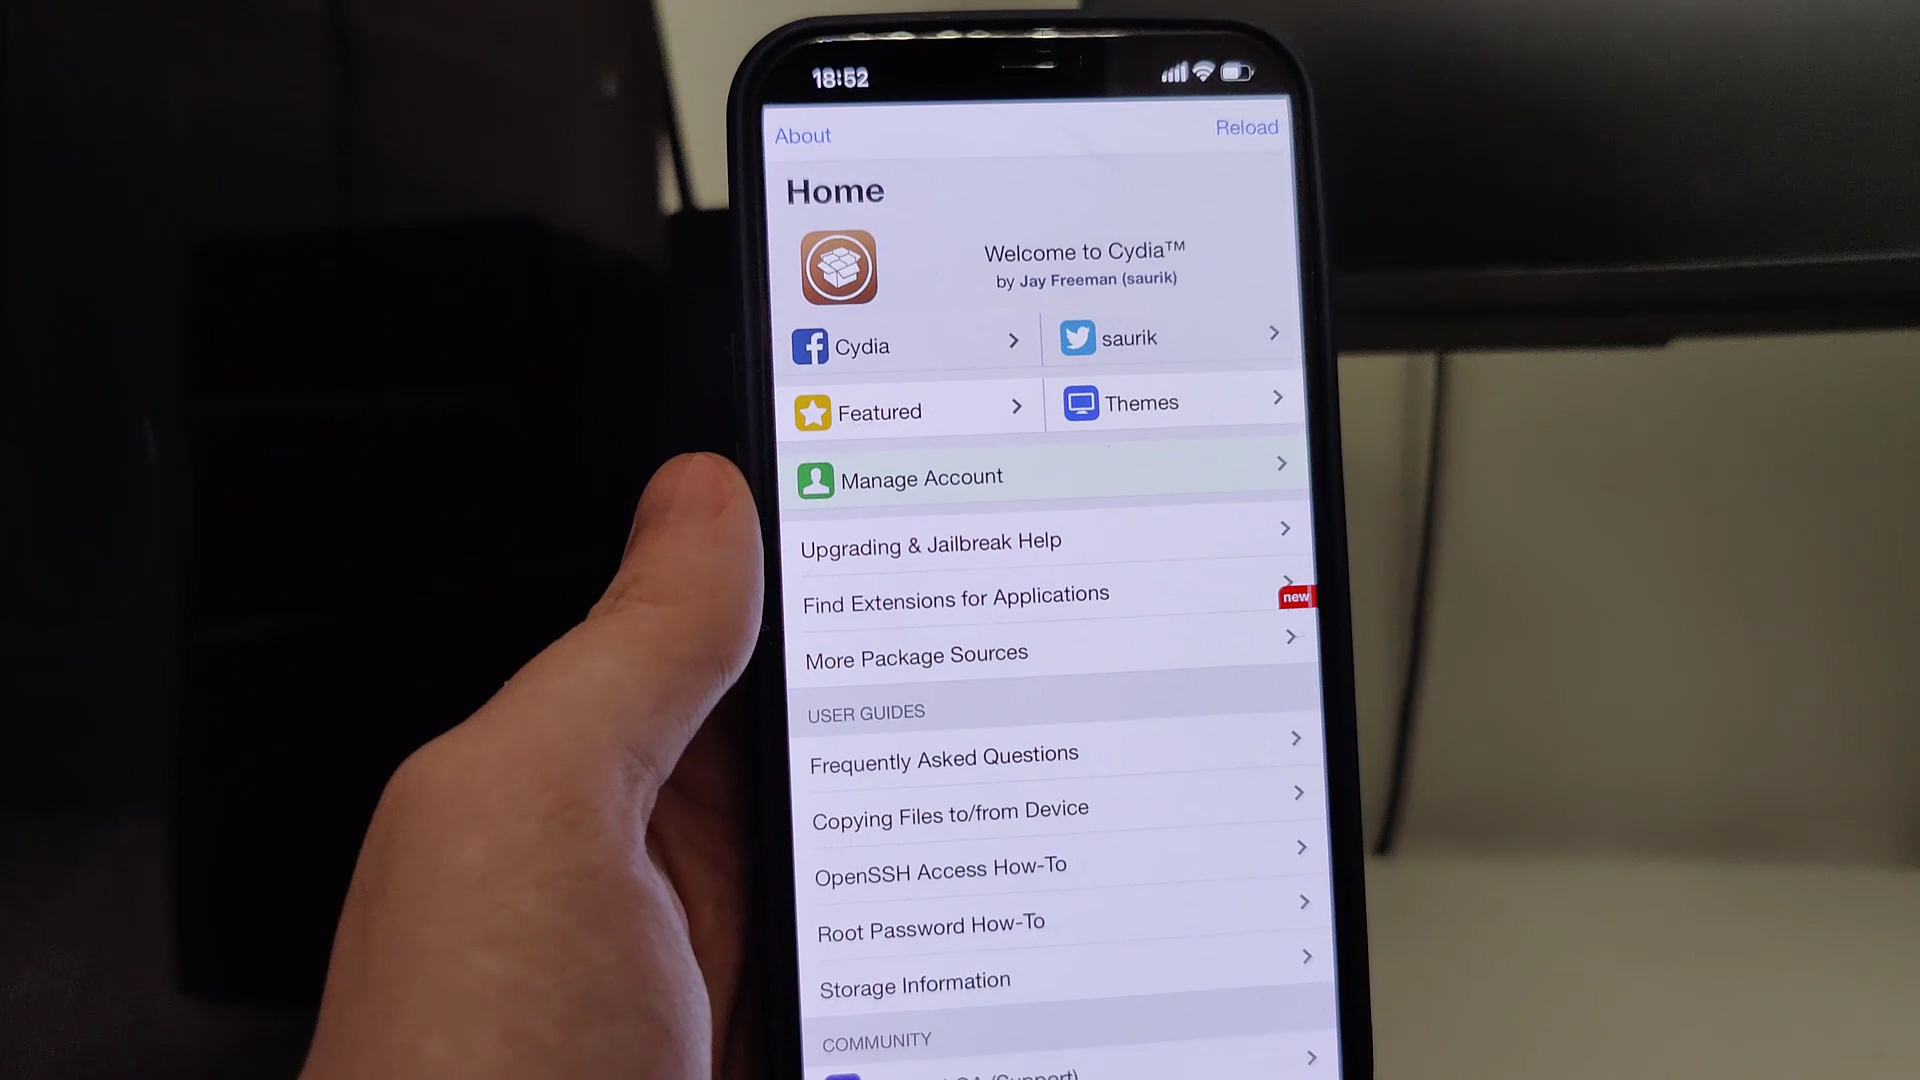 18:52
About
Reload
Home
Welcome to Cydia™
by Jay Freeman (saurik)
Cydia
saurik
Featured
Themes
Manage Account
Upgrading & Jailbreak Help
Find Extensions for Applications
new
More Package Sources
USER GUIDES
Frequently Asked Questions
Copying Files to/from Device
OpenSSH Access How-To
Root Password How-To
Storage Information
COMMUNITY
(Support)